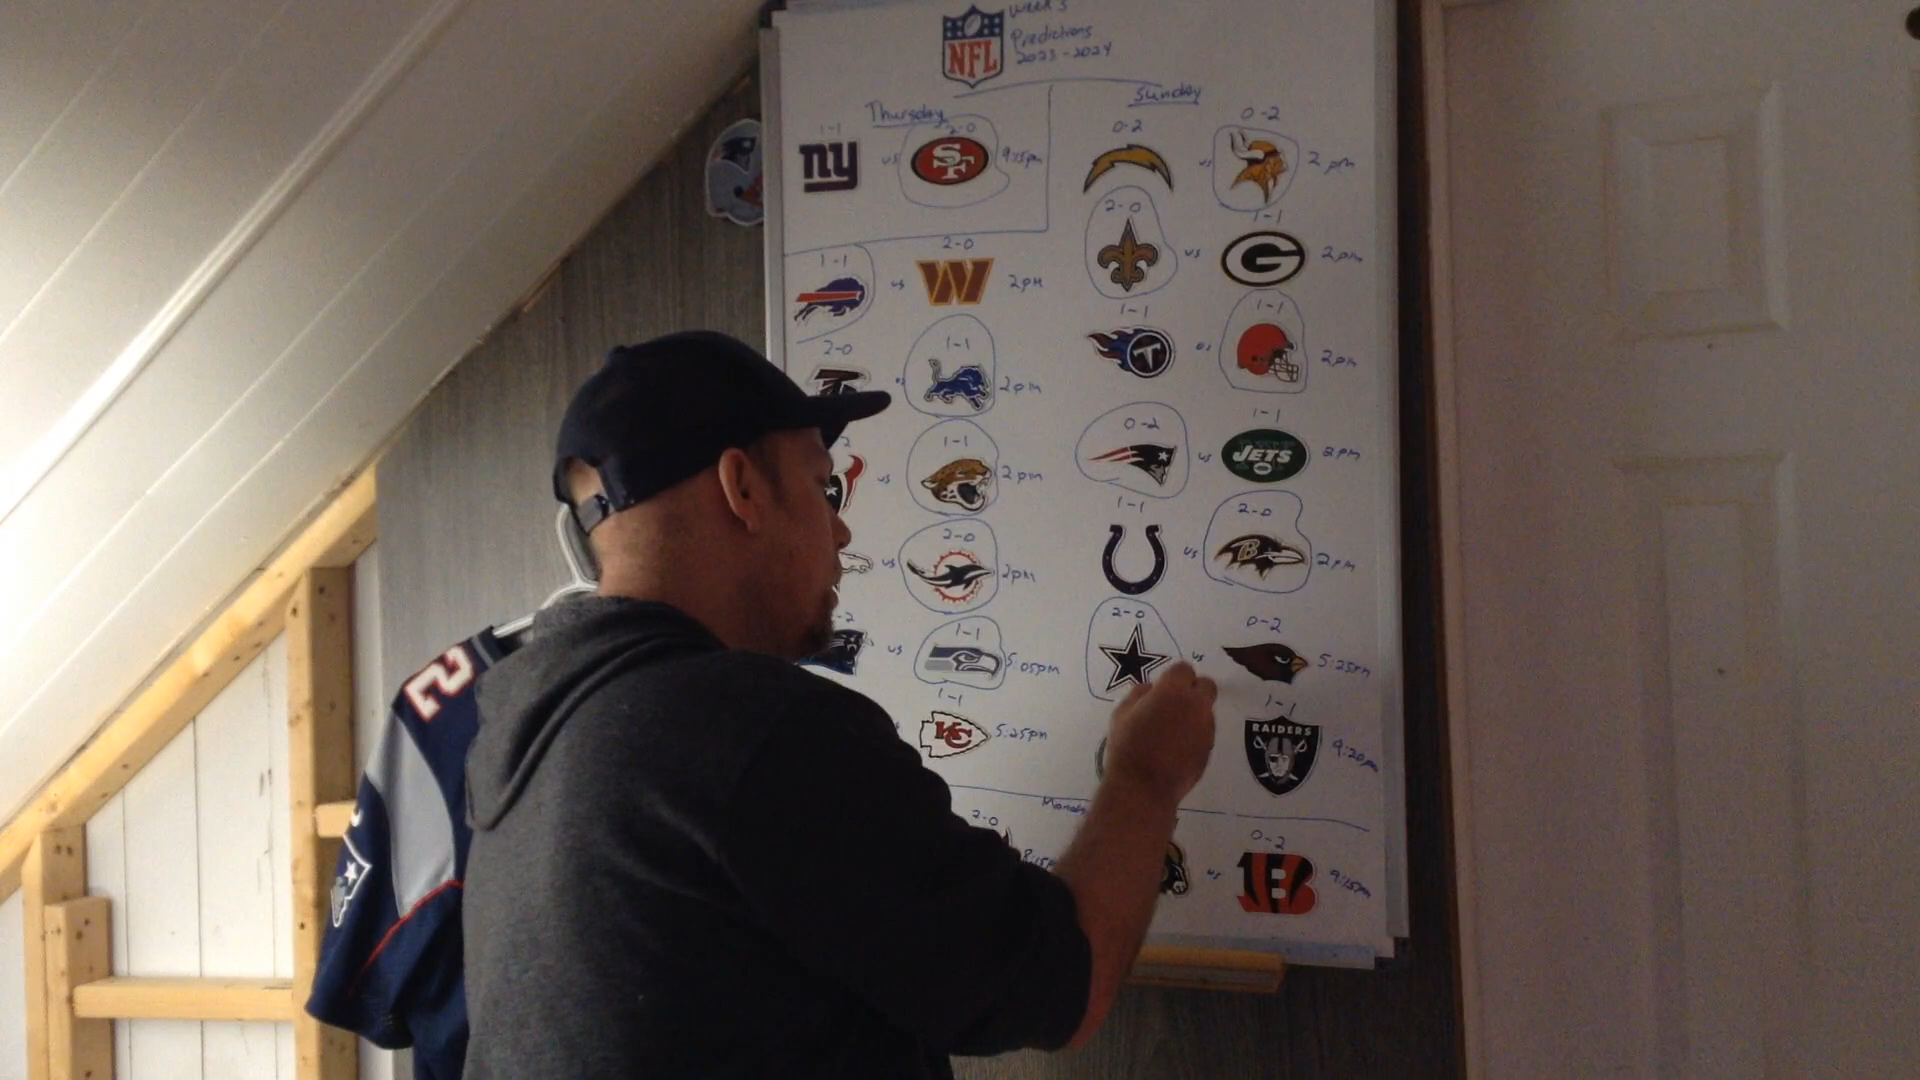 Week 3
NFL Predictions
2023-2024
Thursday
1-1 2-0
ny vs SF 9:15pm
1-1 2-0
vs W 2pm
2-0 1-1
2pm
1-1
vs 2pm
2-0
vs 2pm
1-1
vs 5:05pm
1-1
KC 5:25pm
Sunday
0-2 0-2
vs 2pm
2-0 1-1
vs G 2pm
1-1 1-1
T vs 2pm
0-2 1-1
vs JETS 2pm
1-1 2-0
vs B 2pm
2-0 0-2
vs 5:25pm
1-1
RAIDERS 9:20pm
2-0
0-2
vs B 9:15pm
2